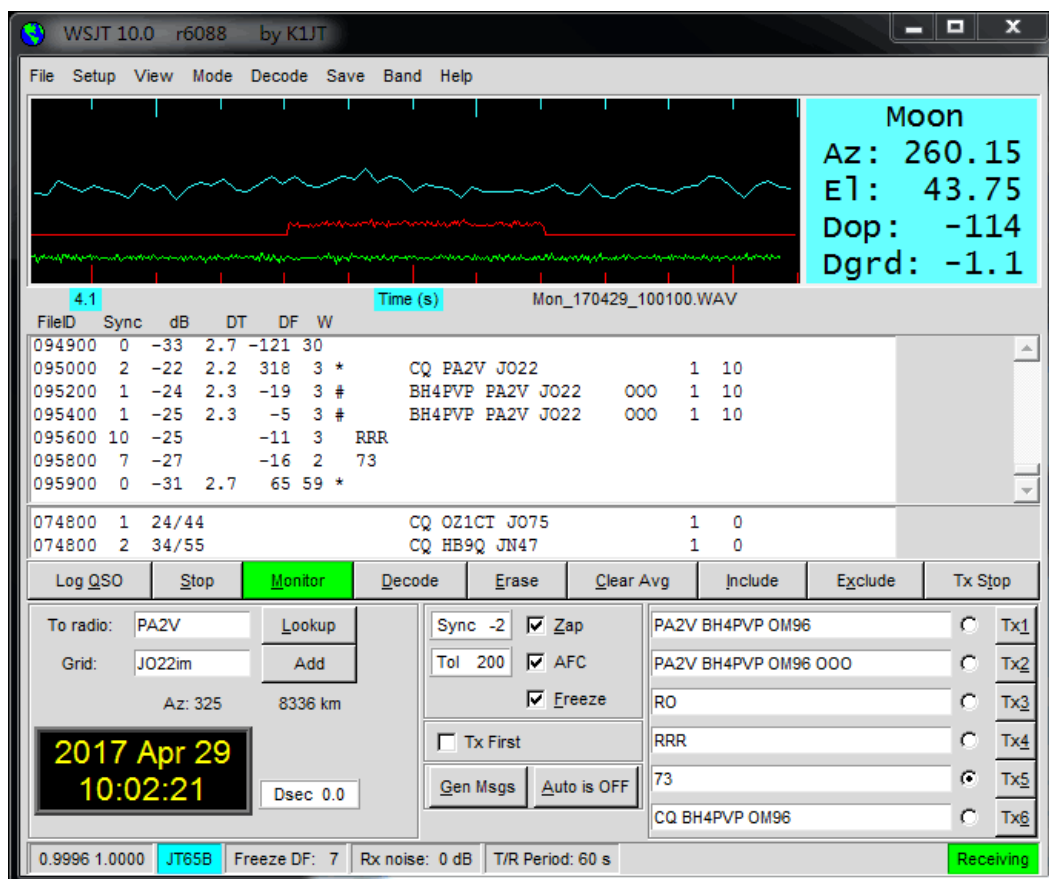 WSJT 10.0 r6088 by K1JT
File Setup View Mode Decode Save Band Help
Moon
Az: 260.15
El: 43.75
Dop: -114
Dgrd: -1.1
4.1 Time (s) Mon_170429_100100.WAV
FileID Sync dB DT DF W
094900 0 -33 2.7 -121 30
095000 2 -22 2.2 318 3 * CQ PA2V JO22 1 10
095200 1 -24 2.3 -19 3 # BH4PVP PA2V JO22 OOO 1 10
095400 1 -25 2.3 -5 3 # BH4PVP PA2V JO22 OOO 1 10
095600 10 -25 -11 3 RRR
095800 7 -27 -16 2 73
095900 0 -31 2.7 65 59 *
074800 1 24/44 CQ OZ1CT JO75 1 0
074800 2 34/55 CQ HB9Q JN47 1 0
Log QSO Stop Monitor Decode Erase Clear Avg Include Exclude Tx Stop
To radio: PA2V Lookup Sync -2 Zap PA2V BH4PVP OM96 Tx1
Grid: JO22im Add Tol 200 AFC PA2V BH4PVP OM96 OOO Tx2
Az: 325 8336 km Freeze RO Tx3
2017 Apr 29 Tx First RRR Tx4
10:02:21 Dsec 0.0 Gen Msgs Auto is OFF 73 Tx5
CQ BH4PVP OM96 Tx6
0.9996 1.0000 JT65B Freeze DF: 7 Rx noise: 0 dB T/R Period: 60 s Receiving